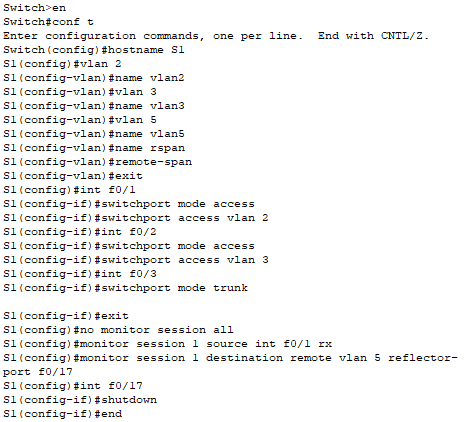 Switch>en
Switch#conf t
Enter configuration commands, one per line.  End with CNTL/Z.
Switch(config)#hostname S1
S1(config)#vlan 2
S1(config-vlan)#name vlan2
S1(config-vlan)#vlan 3
S1(config-vlan)#name vlan3
S1(config-vlan)#vlan 5
S1(config-vlan)#name vlan5
S1(config-vlan)#name rspan
S1(config-vlan)#remote-span
S1(config-vlan)#exit
S1(config)#int f0/1
S1(config-if)#switchport mode access
S1(config-if)#switchport access vlan 2
S1(config-if)#int f0/2
S1(config-if)#switchport mode access
S1(config-if)#switchport access vlan 3
S1(config-if)#int f0/3
S1(config-if)#switchport mode trunk
S1(config-if)#exit
S1(config)#no monitor session all
S1(config)#monitor session 1 source int f0/1 rx
S1(config)#monitor session 1 destination remote vlan 5 reflector-
port f0/17
S1(config)#int f0/17
S1(config-if)#shutdown
S1(config-if)#end